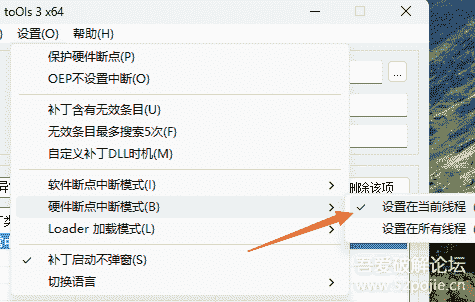 toOls 3 x64
设置(O) 帮助(H)
保护硬件断点(P)
OEP不设置中断(O)
...
补丁含有无效条目(U)
无效条目最多搜索5次(F)
自定义补丁DLL时机(M)
软件断点中断模式(I)
删除该项
硬件断点中断模式(B)
设置在当前线程
Loader 加载模式(L)
设置在所有线程
补丁启动不弹窗(S)
切换语言
吾爱破解论坛
www.52pojie.cn